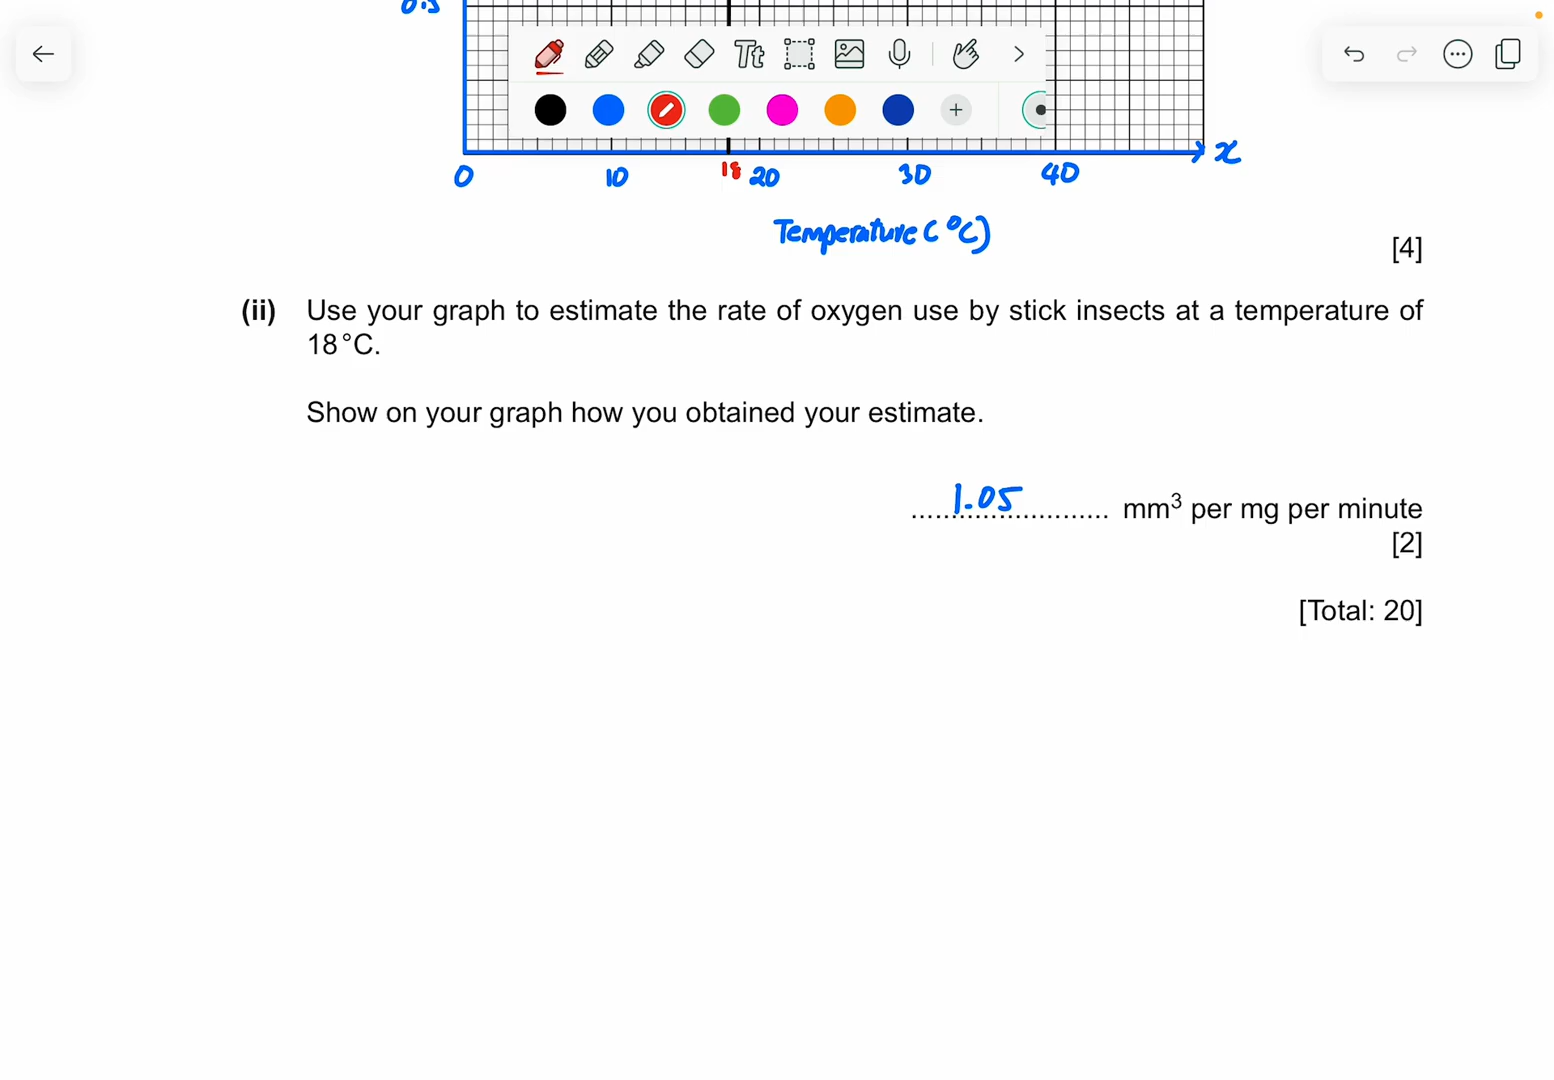 0.5
Tt
0 10 18 20 30 40 x
Temperature (°C)
[4]
(ii) Use your graph to estimate the rate of oxygen use by stick insects at a temperature of
18 °C.
Show on your graph how you obtained your estimate.
1.05 mm³ per mg per minute
[2]
[Total: 20]